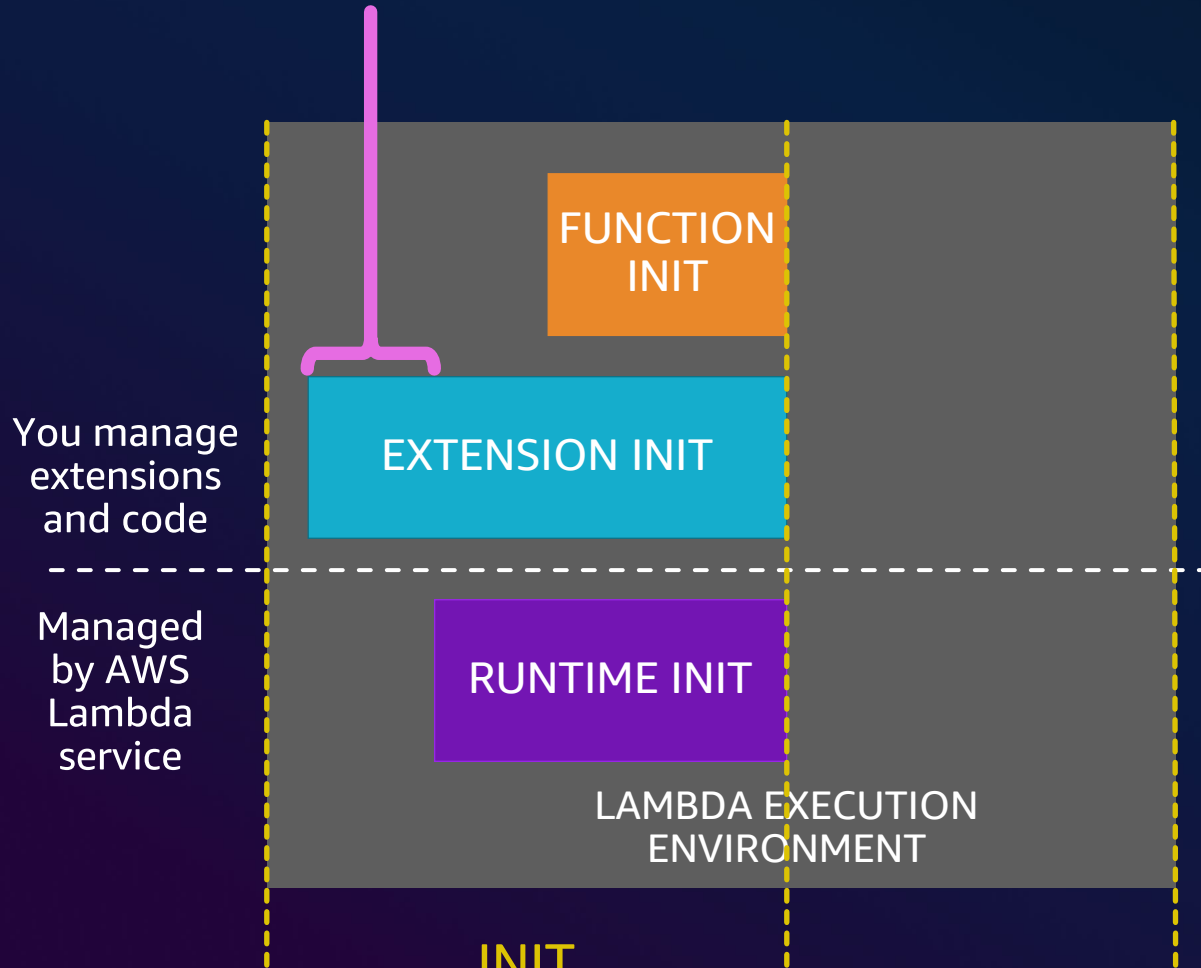 FUNCTION
INIT
EXTENSION INIT
You manage
extensions
and code
RUNTIME INIT
Managed
by AWS
Lambda
service
LAMBDA EXECUTION
ENVIRONMENT
INIT